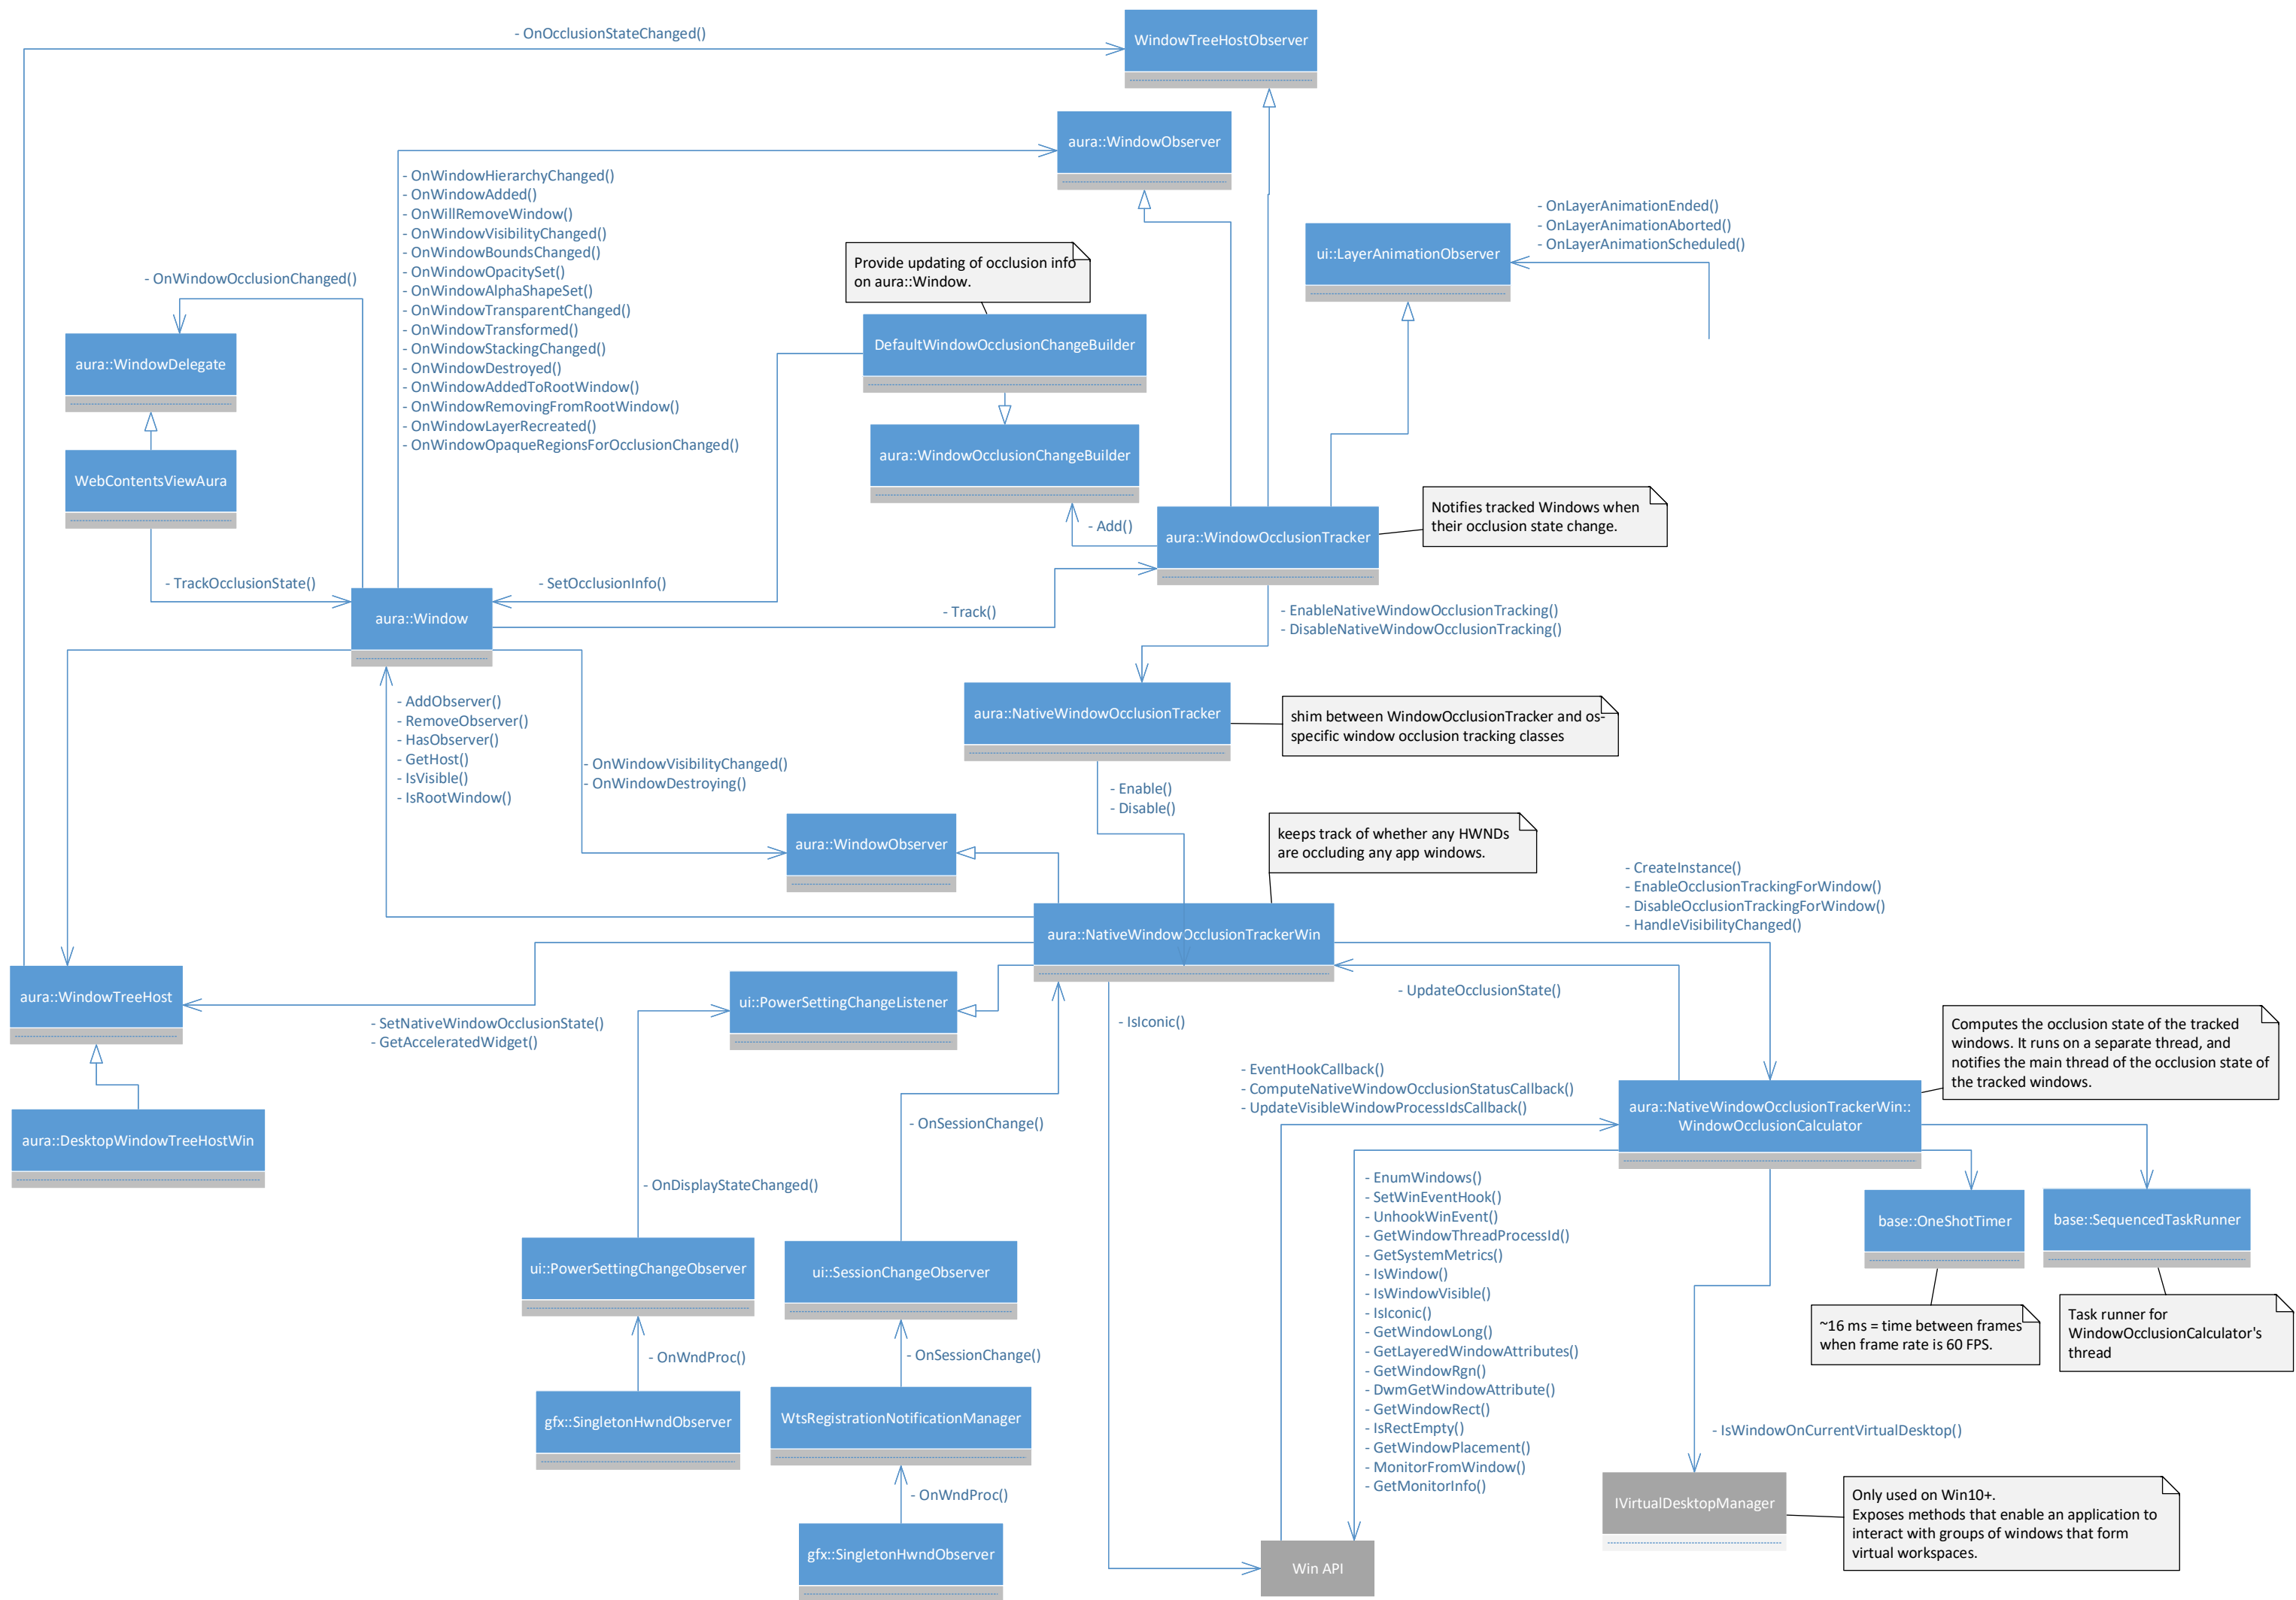 - OnOcclusionStateChanged()
WindowTreeHostObserver
aura::WindowObserver
- OnWindowHierarchyChanged()
- OnWindowAdded()
- OnWillRemoveWindow()
- OnWindowVisibilityChanged()
- OnWindowBoundsChanged()
- OnWindowOpacitySet()
- OnWindowAlphaShapeSet()
- OnWindowTransparentChanged()
- OnWindowTransformed()
- OnWindowStackingChanged()
- OnWindowDestroyed()
- OnWindowAddedToRootWindow()
- OnWindowRemovingFromRootWindow()
- OnWindowLayerRecreated()
- OnWindowOpaqueRegionsForOcclusionChanged()
- OnLayerAnimationEnded()
- OnLayerAnimationAborted()
- OnLayerAnimationScheduled()
ui::LayerAnimationObserver
Provide updating of occlusion info
on aura::Window.
- OnWindowOcclusionChanged()
aura::WindowDelegate
DefaultWindowOcclusionChangeBuilder
WebContentsViewAura
aura::WindowOcclusionChangeBuilder
Notifies tracked Windows when
their occlusion state change.
- Add()
aura::WindowOcclusionTracker
- TrackOcclusionState()
- SetOcclusionInfo()
aura::Window
- Track()
- EnableNativeWindowOcclusionTracking()
- DisableNativeWindowOcclusionTracking()
- AddObserver()
- RemoveObserver()
- HasObserver()
- GetHost()
- IsVisible()
- IsRootWindow()
aura::NativeWindowOcclusionTracker
shim between WindowOcclusionTracker and os-
specific window occlusion tracking classes
- OnWindowVisibilityChanged()
- OnWindowDestroying()
- Enable()
- Disable()
aura::WindowObserver
keeps track of whether any HWNDs
are occluding any app windows.
- CreateInstance()
- EnableOcclusionTrackingForWindow()
- DisableOcclusionTrackingForWindow()
- HandleVisibilityChanged()
aura::NativeWindowOcclusionTrackerWin
aura::WindowTreeHost
ui::PowerSettingChangeListener
- UpdateOcclusionState()
- SetNativeWindowOcclusionState()
- GetAcceleratedWidget()
- IsIconic()
Computes the occlusion state of the tracked
windows. It runs on a separate thread, and
notifies the main thread of the occlusion state of
the tracked windows.
- EventHookCallback()
- ComputeNativeWindowOcclusionStatusCallback()
- UpdateVisibleWindowProcessIdsCallback()
aura::NativeWindowOcclusionTrackerWin::
WindowOcclusionCalculator
aura::DesktopWindowTreeHostWin
- OnSessionChange()
- OnDisplayStateChanged()
- EnumWindows()
- SetWinEventHook()
- UnhookWinEvent()
- GetWindowThreadProcessId()
- GetSystemMetrics()
- IsWindow()
- IsWindowVisible()
- IsIconic()
- GetWindowLong()
- GetLayeredWindowAttributes()
- GetWindowRgn()
- DwmGetWindowAttribute()
- GetWindowRect()
- IsRectEmpty()
- GetWindowPlacement()
- MonitorFromWindow()
- GetMonitorInfo()
base::OneShotTimer
base::SequencedTaskRunner
ui::PowerSettingChangeObserver
ui::SessionChangeObserver
~16 ms = time between frames
when frame rate is 60 FPS.
Task runner for
WindowOcclusionCalculator's
thread
- OnWndProc()
- OnSessionChange()
gfx::SingletonHwndObserver
WtsRegistrationNotificationManager
- IsWindowOnCurrentVirtualDesktop()
- OnWndProc()
IVirtualDesktopManager
Only used on Win10+.
Exposes methods that enable an application to
interact with groups of windows that form
virtual workspaces.
gfx::SingletonHwndObserver
Win API